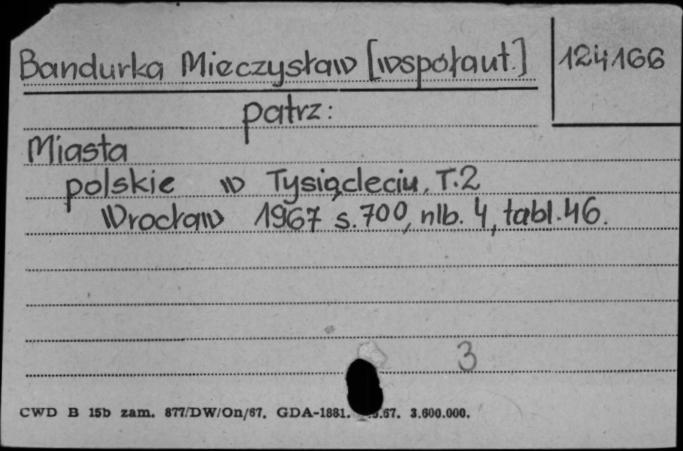 Bandurka Mieczysław [współaut.]
124166
patrz:
Miasta
polskie w Tysiącleciu, T.2
Wrocław 1967 s.700, nlb. 4, tabl.46.
3
CWD B 15b zam. 877/DW/On/67. GDA-1881. .67. 3.600.000.